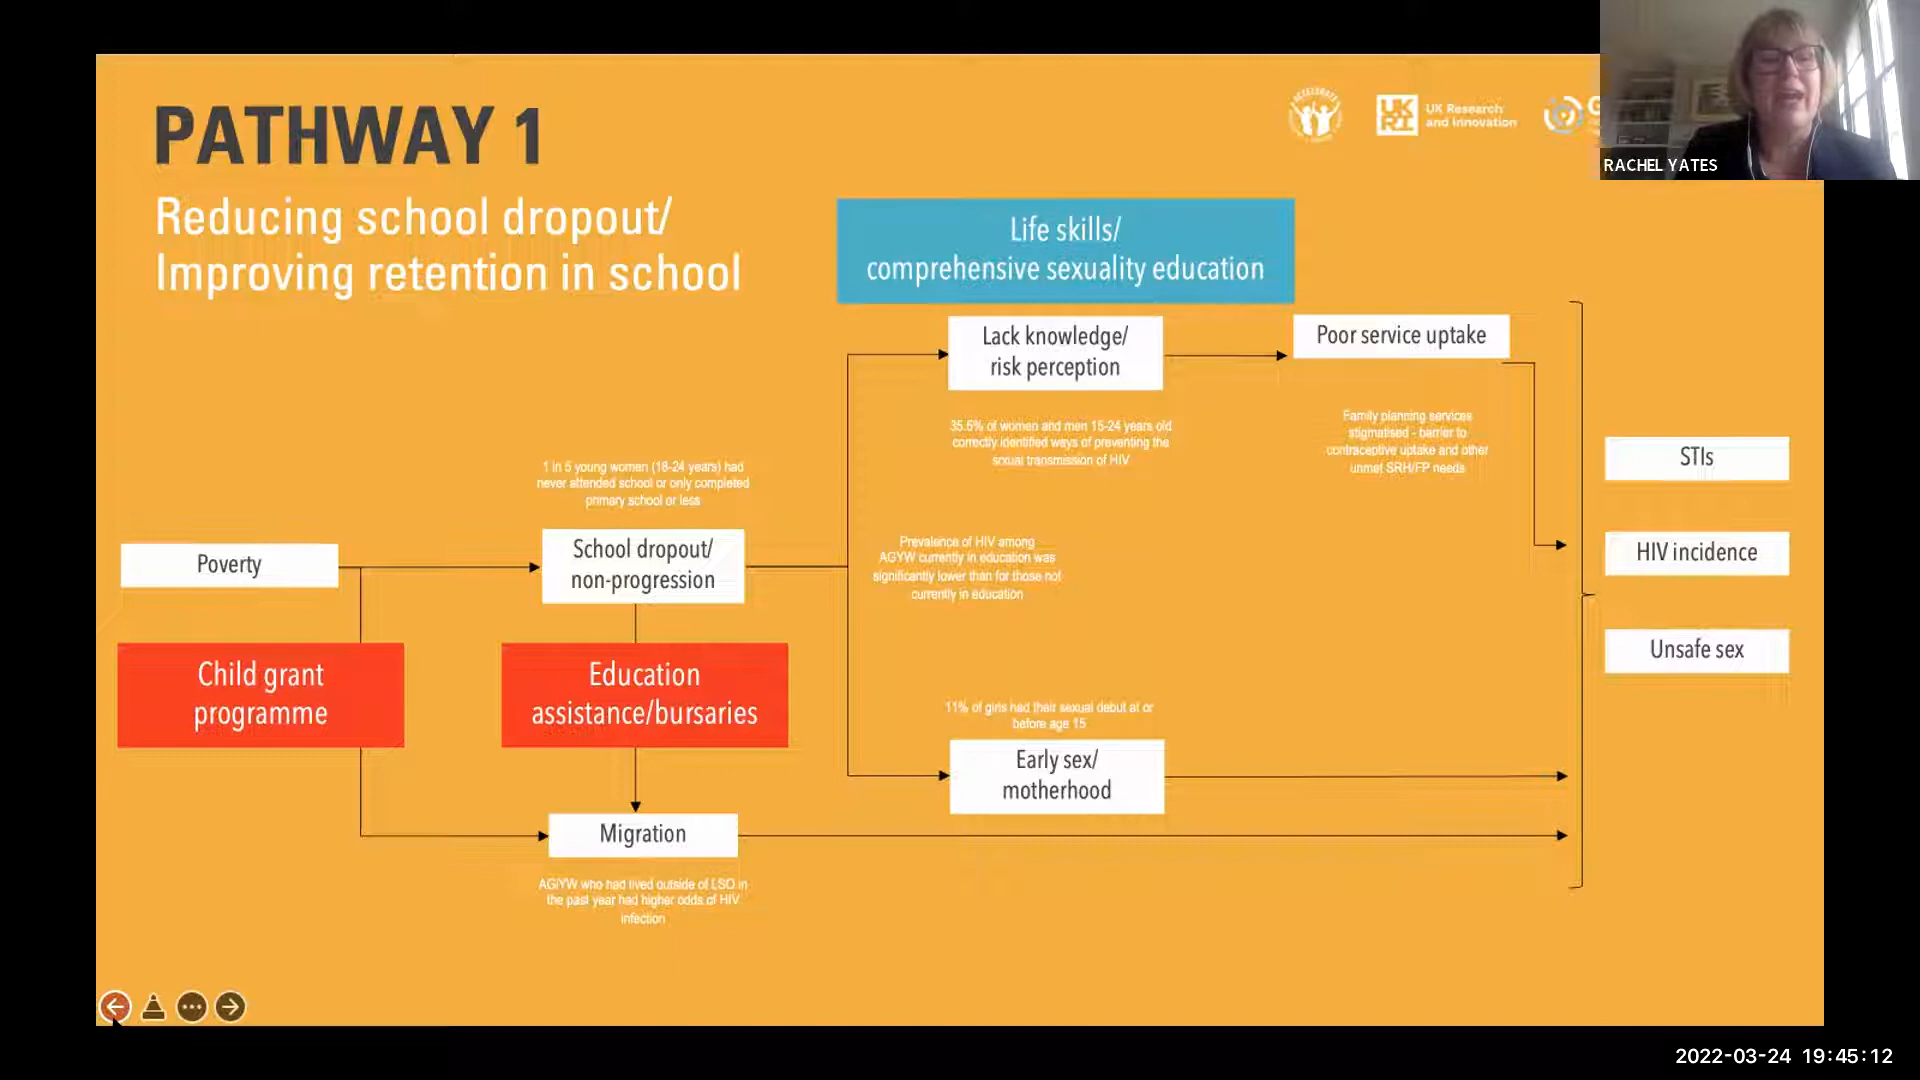 PATHWAY 1
Reducing school dropout/
Improving retention in school
UK
RI
UK Research
and Innovation
G
RACHEL YATES
Life skills/
comprehensive sexuality education
Lack knowledge/
risk perception
Poor service uptake
35.5% of women and men 15-24 years old
correctly identified ways of preventing the
sexual transmission of HIV
Family planning services
stigmatised - barrier to
contraceptive uptake and other
unmet SRH/FP needs
STIs
1 in 5 young women (18-24 years) had
never attended school or only completed
primary school or less
Poverty
School dropout/
non-progression
Prevalence of HIV among
AGYW currently in education was
significantly lower than for those not
currently in education
HIV incidence
Unsafe sex
Child grant
programme
Education
assistance/bursaries
11% of girls had their sexual debut at or
before age 15
Early sex/
motherhood
Migration
AGYW who had lived outside of LSO in
the past year had higher odds of HIV
infection
2022-03-24 19:45:12